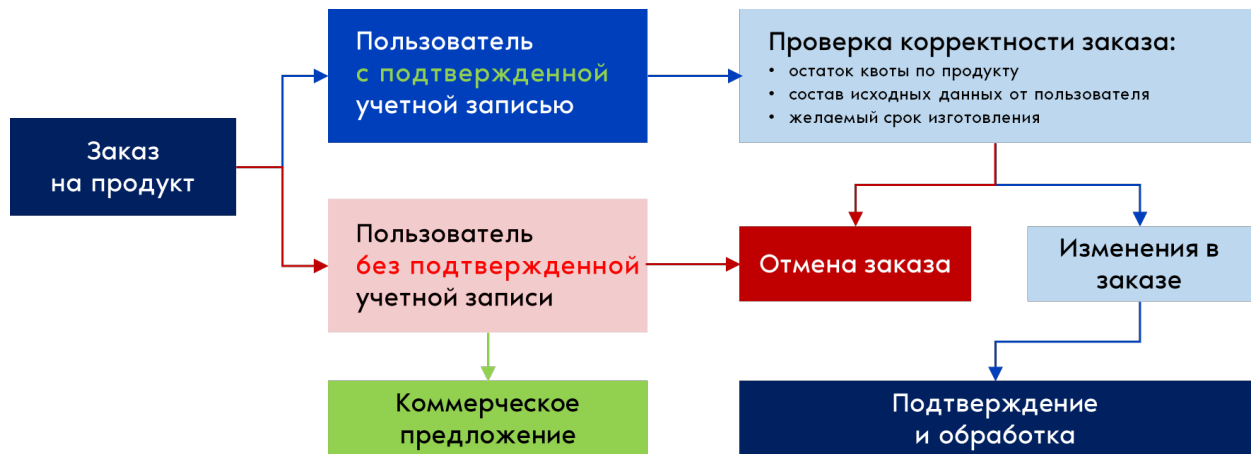 Заказ
на продукт
Пользователь
с подтвержденной
учетной записью
Проверка корректности заказа:
• остаток квоты по продукту
• состав исходных данных от пользователя
• желаемый срок изготовления
Пользователь
без подтвержденной
учетной записи
Отмена заказа
Изменения в
заказе
Коммерческое
предложение
Подтверждение
и обработка